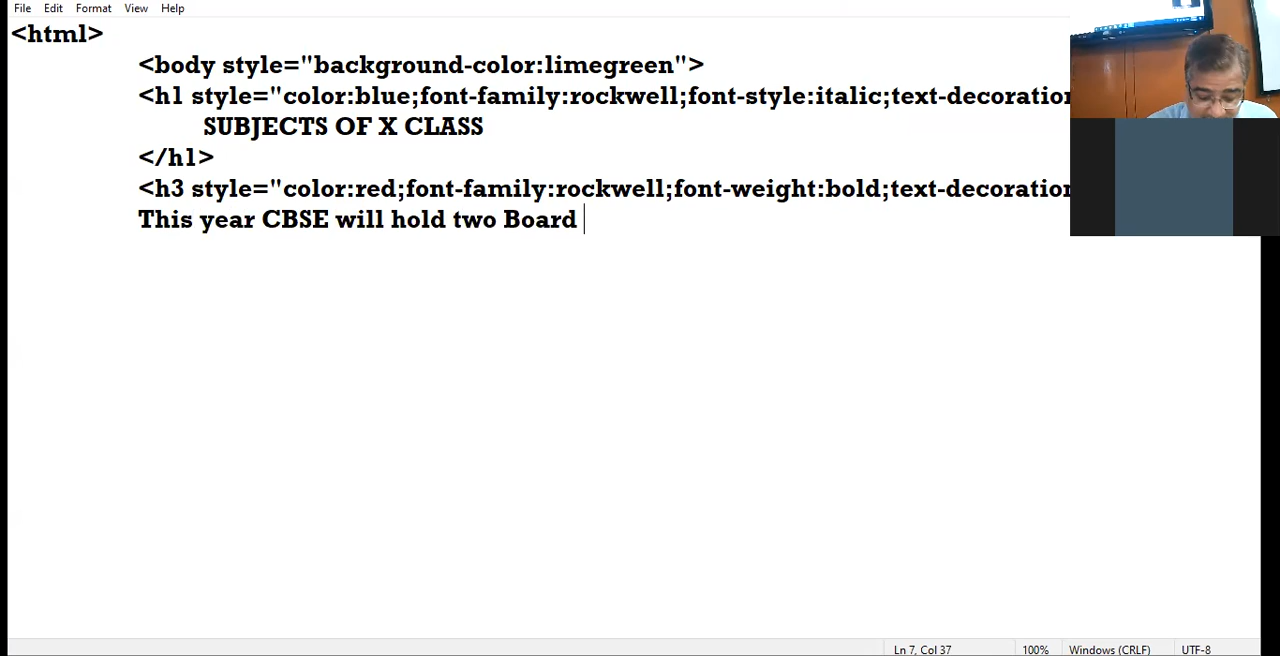 File Edit Format View Help
<html>
<body style="background-color:limegreen">
<h1 style="color:blue;font-family:rockwell;font-style:italic;text-decoration
SUBJECTS OF X CLASS
</h1>
<h3 style="color:red;font-family:rockwell;font-weight:bold;text-decoration
This year CBSE will hold two Board
Ln 7, Col 37 100% Windows (CRLF) UTF-8